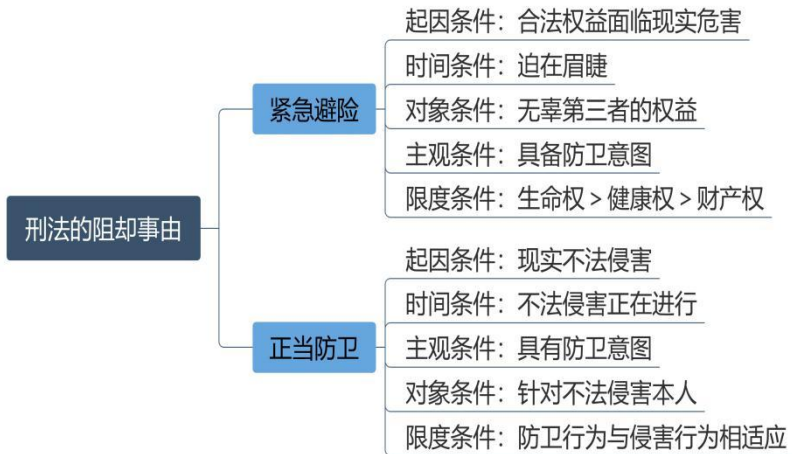 刑法的阻却事由
紧急避险
起因条件：合法权益面临现实危害
时间条件：迫在眉睫
对象条件：无辜第三者的权益
主观条件：具备防卫意图
限度条件：生命权 > 健康权 > 财产权
正当防卫
起因条件：现实不法侵害
时间条件：不法侵害正在进行
主观条件：具有防卫意图
对象条件：针对不法侵害本人
限度条件：防卫行为与侵害行为相适应